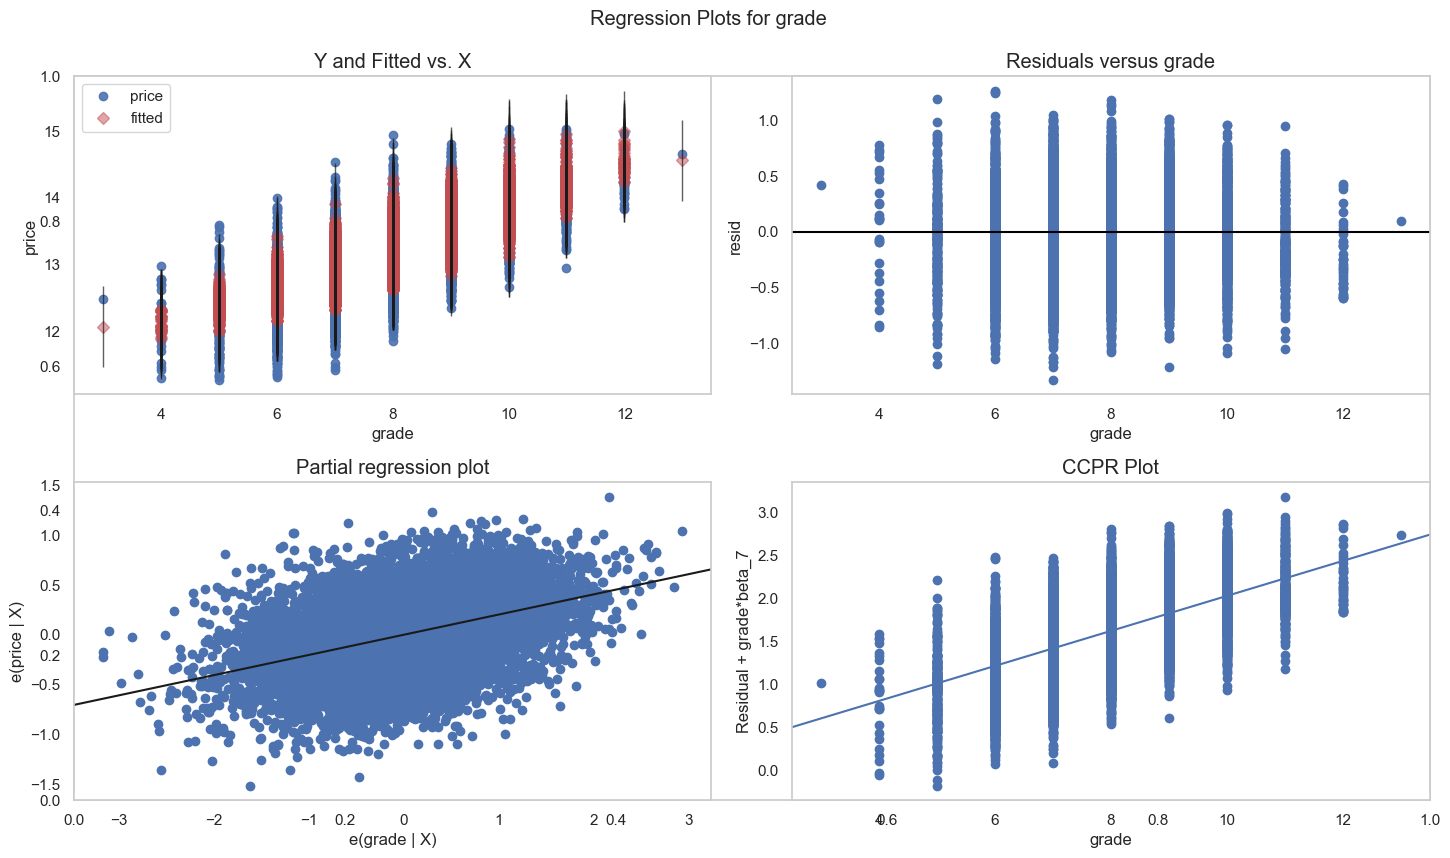 Regression Plots for grade
Y and Fitted vs. X
1.0
15
14
0.8
13
12
0.6
price
price
fitted
4 6 8 10 12
grade
Residuals versus grade
1.0
0.5
0.0
−0.5
−1.0
resid
4 6 8 10 12
grade
Partial regression plot
1.5
0.4
1.0
0.5
0.0
0.2
−0.5
−1.0
−1.5
0.0
e(price | X)
0.0 −3 −2 −1 0.2 0 1 2 0.4 3
e(grade | X)
CCPR Plot
3.0
2.5
2.0
1.5
1.0
0.5
0.0
Residual + grade*beta_7
4 0.6 6 8 0.8 10 12 1.0
grade